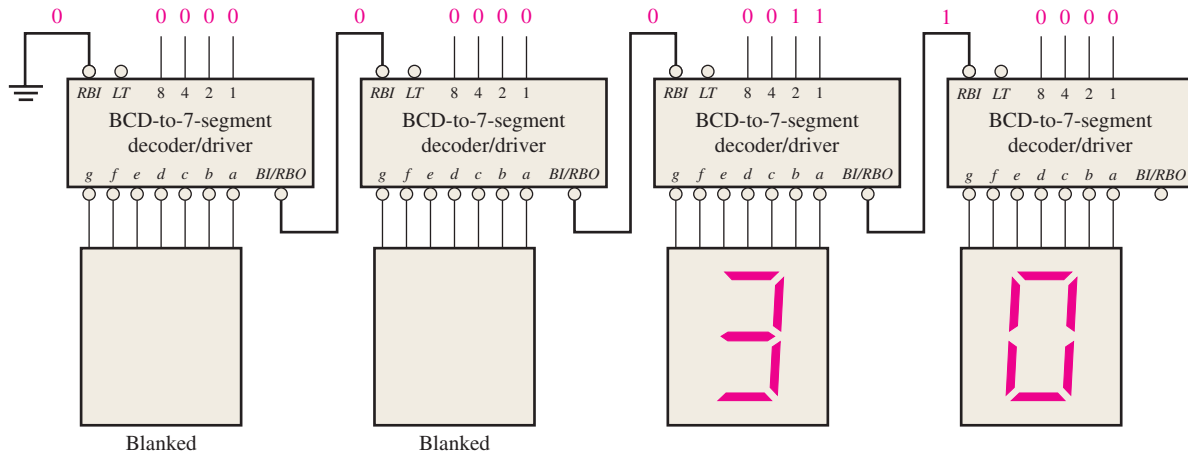 0 0 0 0 0 0 0 0 0 0 0 0 1 1 1 0 0 0 0
RBI LT 8 4 2 1 RBI LT 8 4 2 1 RBI LT 8 4 2 1 RBI LT 8 4 2 1
BCD-to-7-segment BCD-to-7-segment BCD-to-7-segment BCD-to-7-segment
decoder/driver decoder/driver decoder/driver decoder/driver
g f e d c b a BI/RBO g f e d c b a BI/RBO g f e d c b a BI/RBO g f e d c b a BI/RBO
3 0
Blanked Blanked